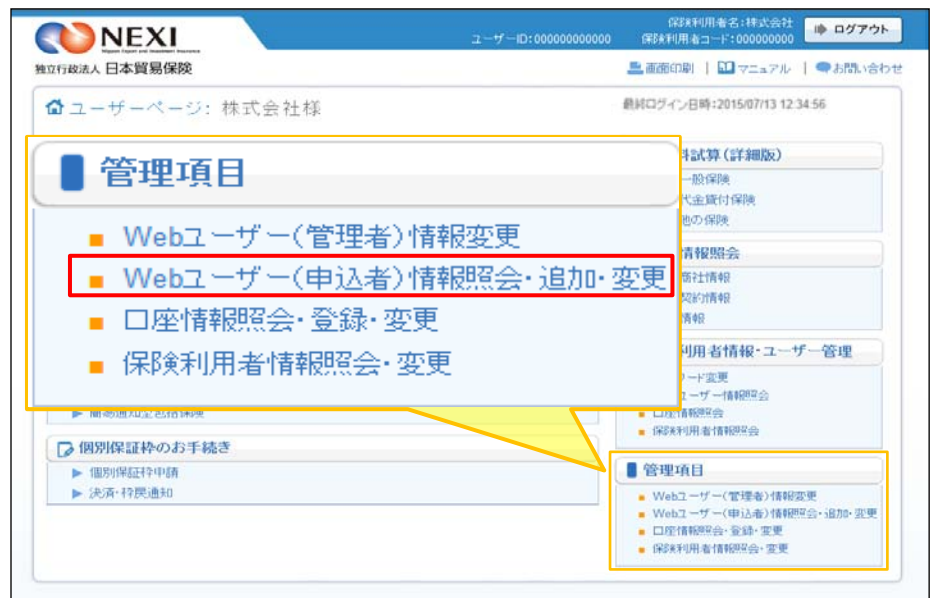 NEXI
Nippon Export and Investment Insurance
独立行政法人 日本貿易保険
ユーザーID:000000000000
保険利用者名:株式会社
保険利用者コード:000000000
ログアウト
画面印刷 | マニュアル | お問い合わせ
ユーザーページ: 株式会社様
最終ログイン日時:2015/07/13 12:34:56
管理項目
Webユーザー(管理者)情報変更
Webユーザー(申込者)情報照会・追加・変更
口座情報照会・登録・変更
保険利用者情報照会・変更
料試算(詳細版)
一般保険
代金貸付保険
他の保険
情報照会
商社情報
契約情報
情報
利用者情報・ユーザー管理
ード変更
ユーザー情報照会
口座情報照会
保険利用者情報照会
簡易通知型包括保険
個別保証枠のお手続き
個別保証枠申請
決済・枠戻通知
管理項目
Webユーザー(管理者)情報変更
Webユーザー(申込者)情報照会・追加・変更
口座情報照会・登録・変更
保険利用者情報照会・変更